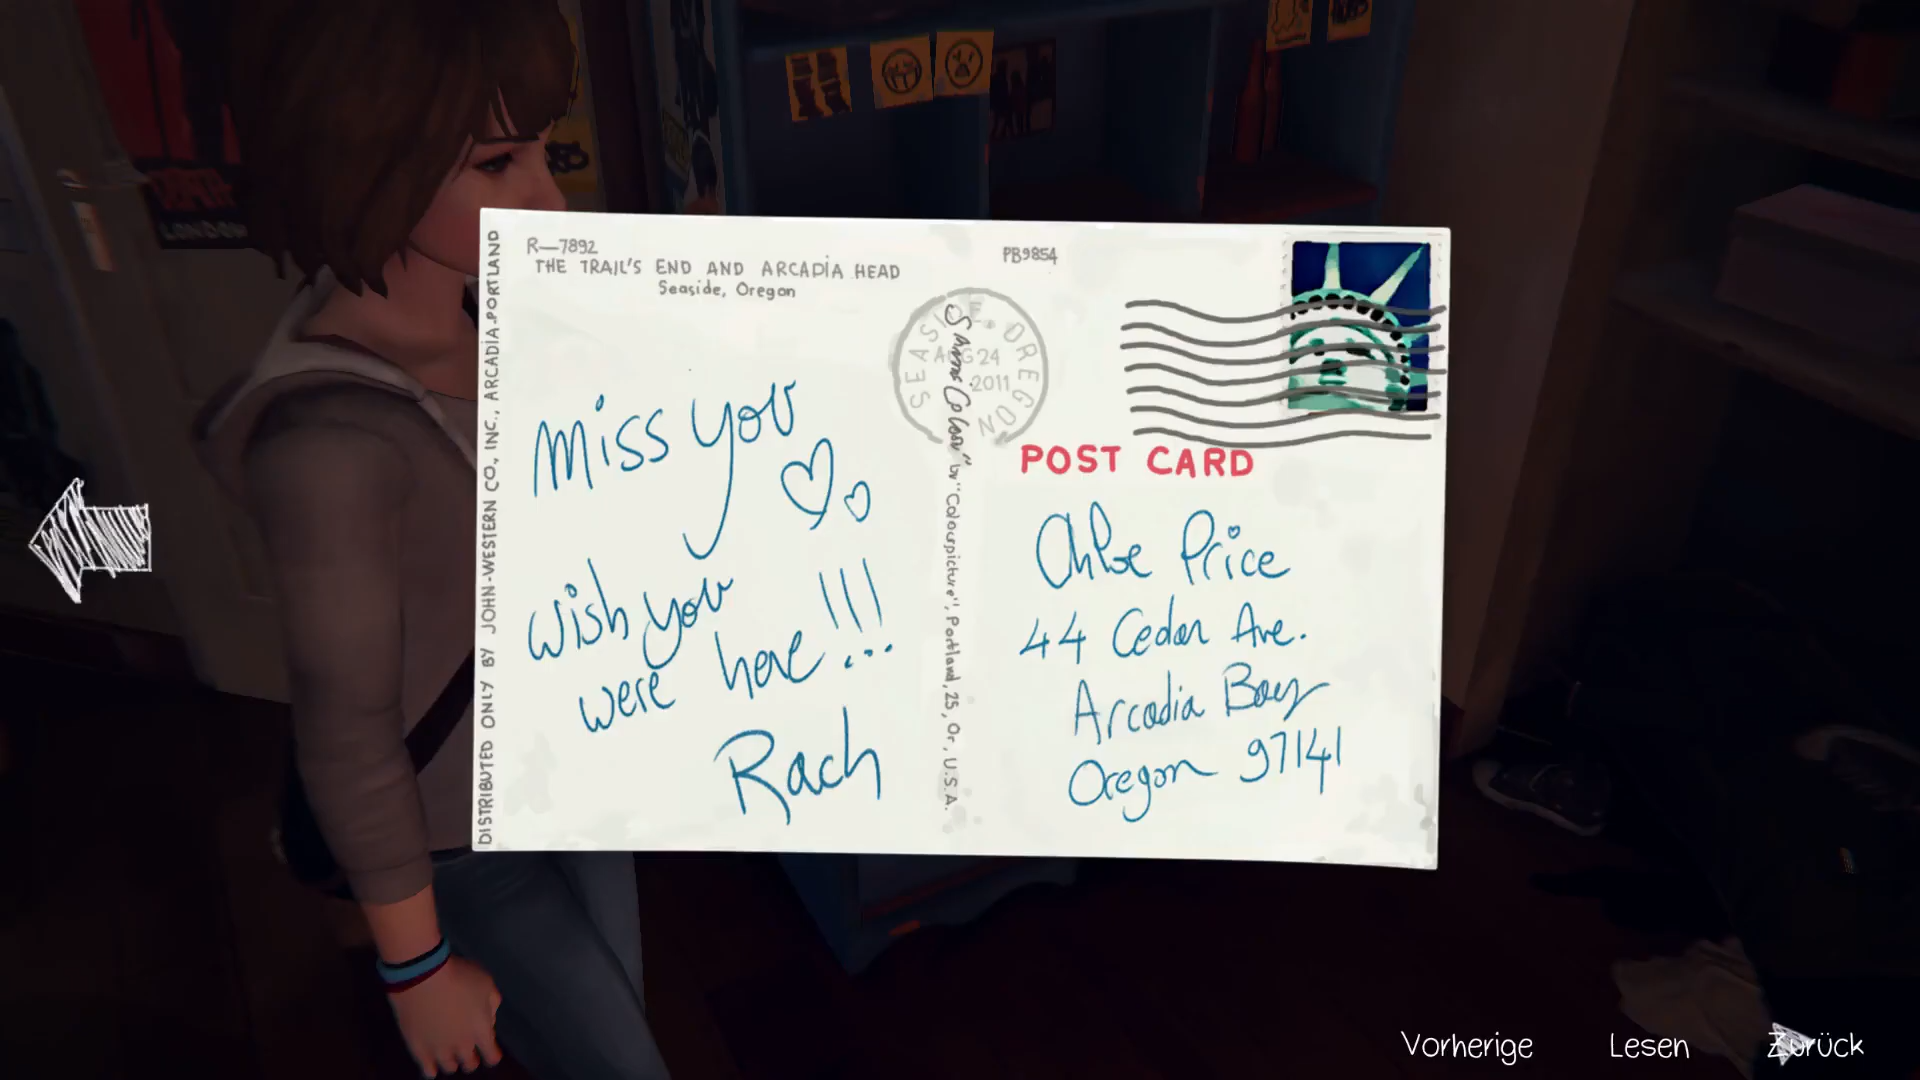 LONDON
DISTRIBUTED ONLY BY JOHN-WESTERN CO., INC., ARCADIA-PORTLAND
R—7892
THE TRAIL'S END AND ARCADIA HEAD
Seaside, Oregon
PB9854
SEASIDE, OREGON
AUG 24
2011
by "Colourpicture", Portland, 25, Or, U.S.A.
POST CARD
Miss you
wish you
were here!!!
Rach
Chloe Price
44 Cedar Ave.
Arcadia Bay
Oregon 97141
Vorherige
Lesen
Zurück